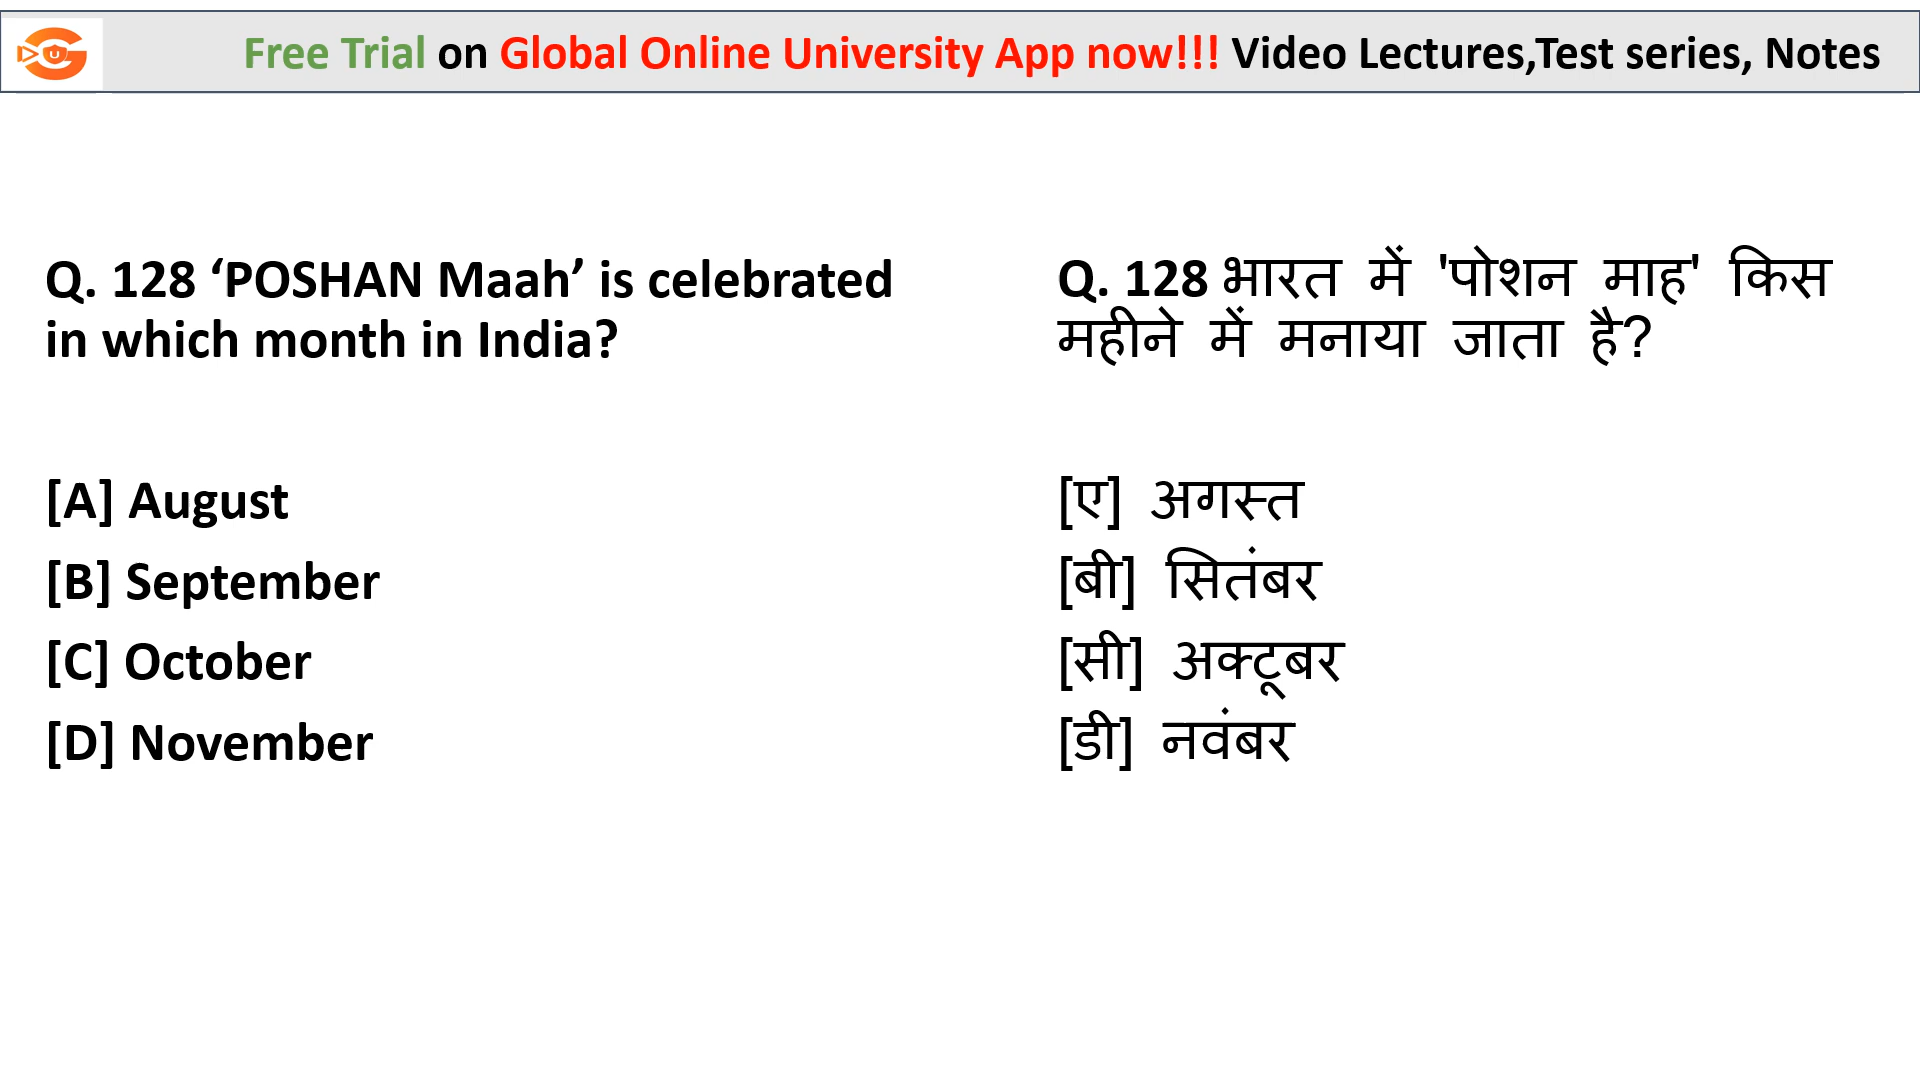 Free Trial on Global Online University App now!!! Video Lectures,Test series, Notes
Q. 128 ‘POSHAN Maah’ is celebrated
in which month in India?
[A] August
[B] September
[C] October
[D] November
Q. 128 भारत में 'पोशन माह' किस
महीने में मनाया जाता है?
[ए] अगस्त
[बी] सितंबर
[सी] अक्टूबर
[डी] नवंबर